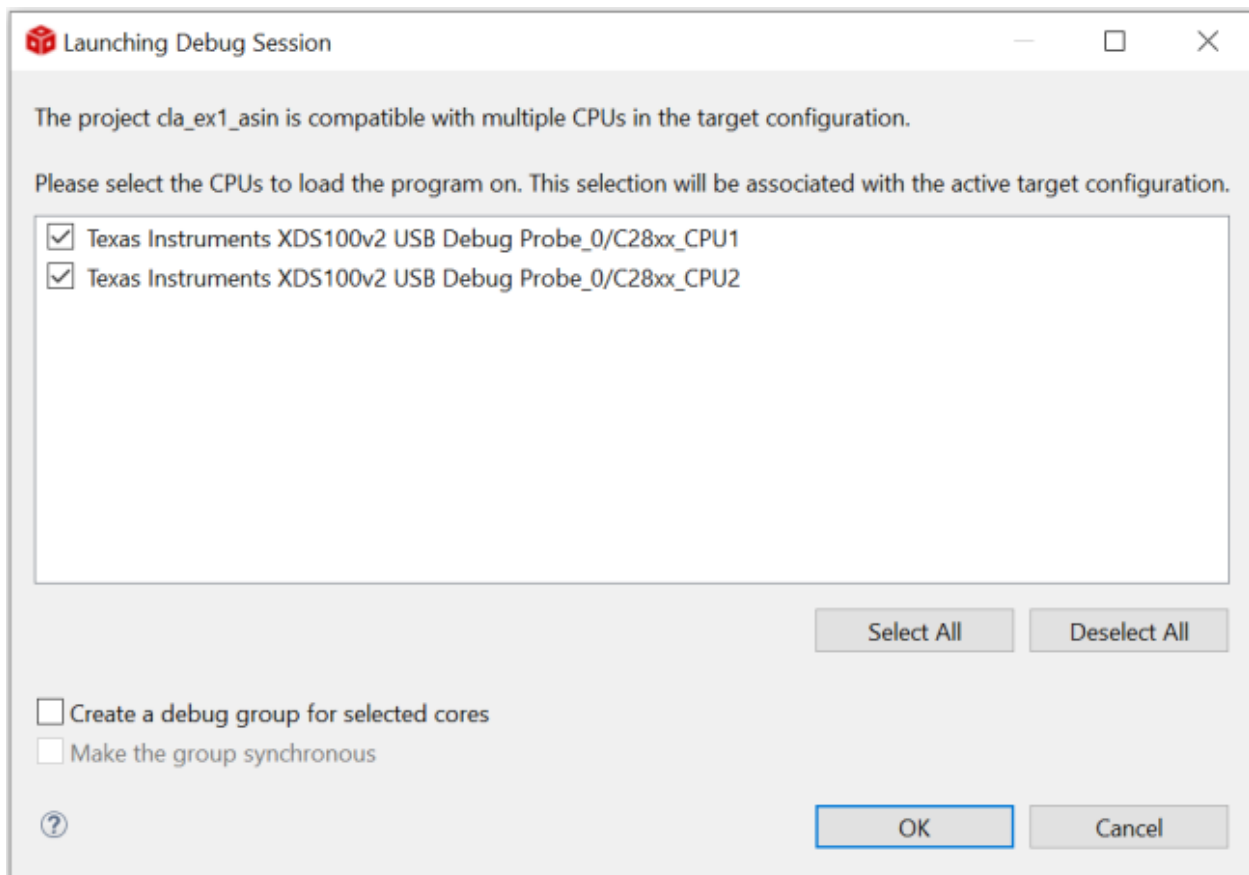 Launching Debug Session
The project cla_ex1_asin is compatible with multiple CPUs in the target configuration.
Please select the CPUs to load the program on. This selection will be associated with the active target configuration.
Texas Instruments XDS100v2 USB Debug Probe_0/C28xx_CPU1
Texas Instruments XDS100v2 USB Debug Probe_0/C28xx_CPU2
Select All
Deselect All
Create a debug group for selected cores
Make the group synchronous
?
OK
Cancel